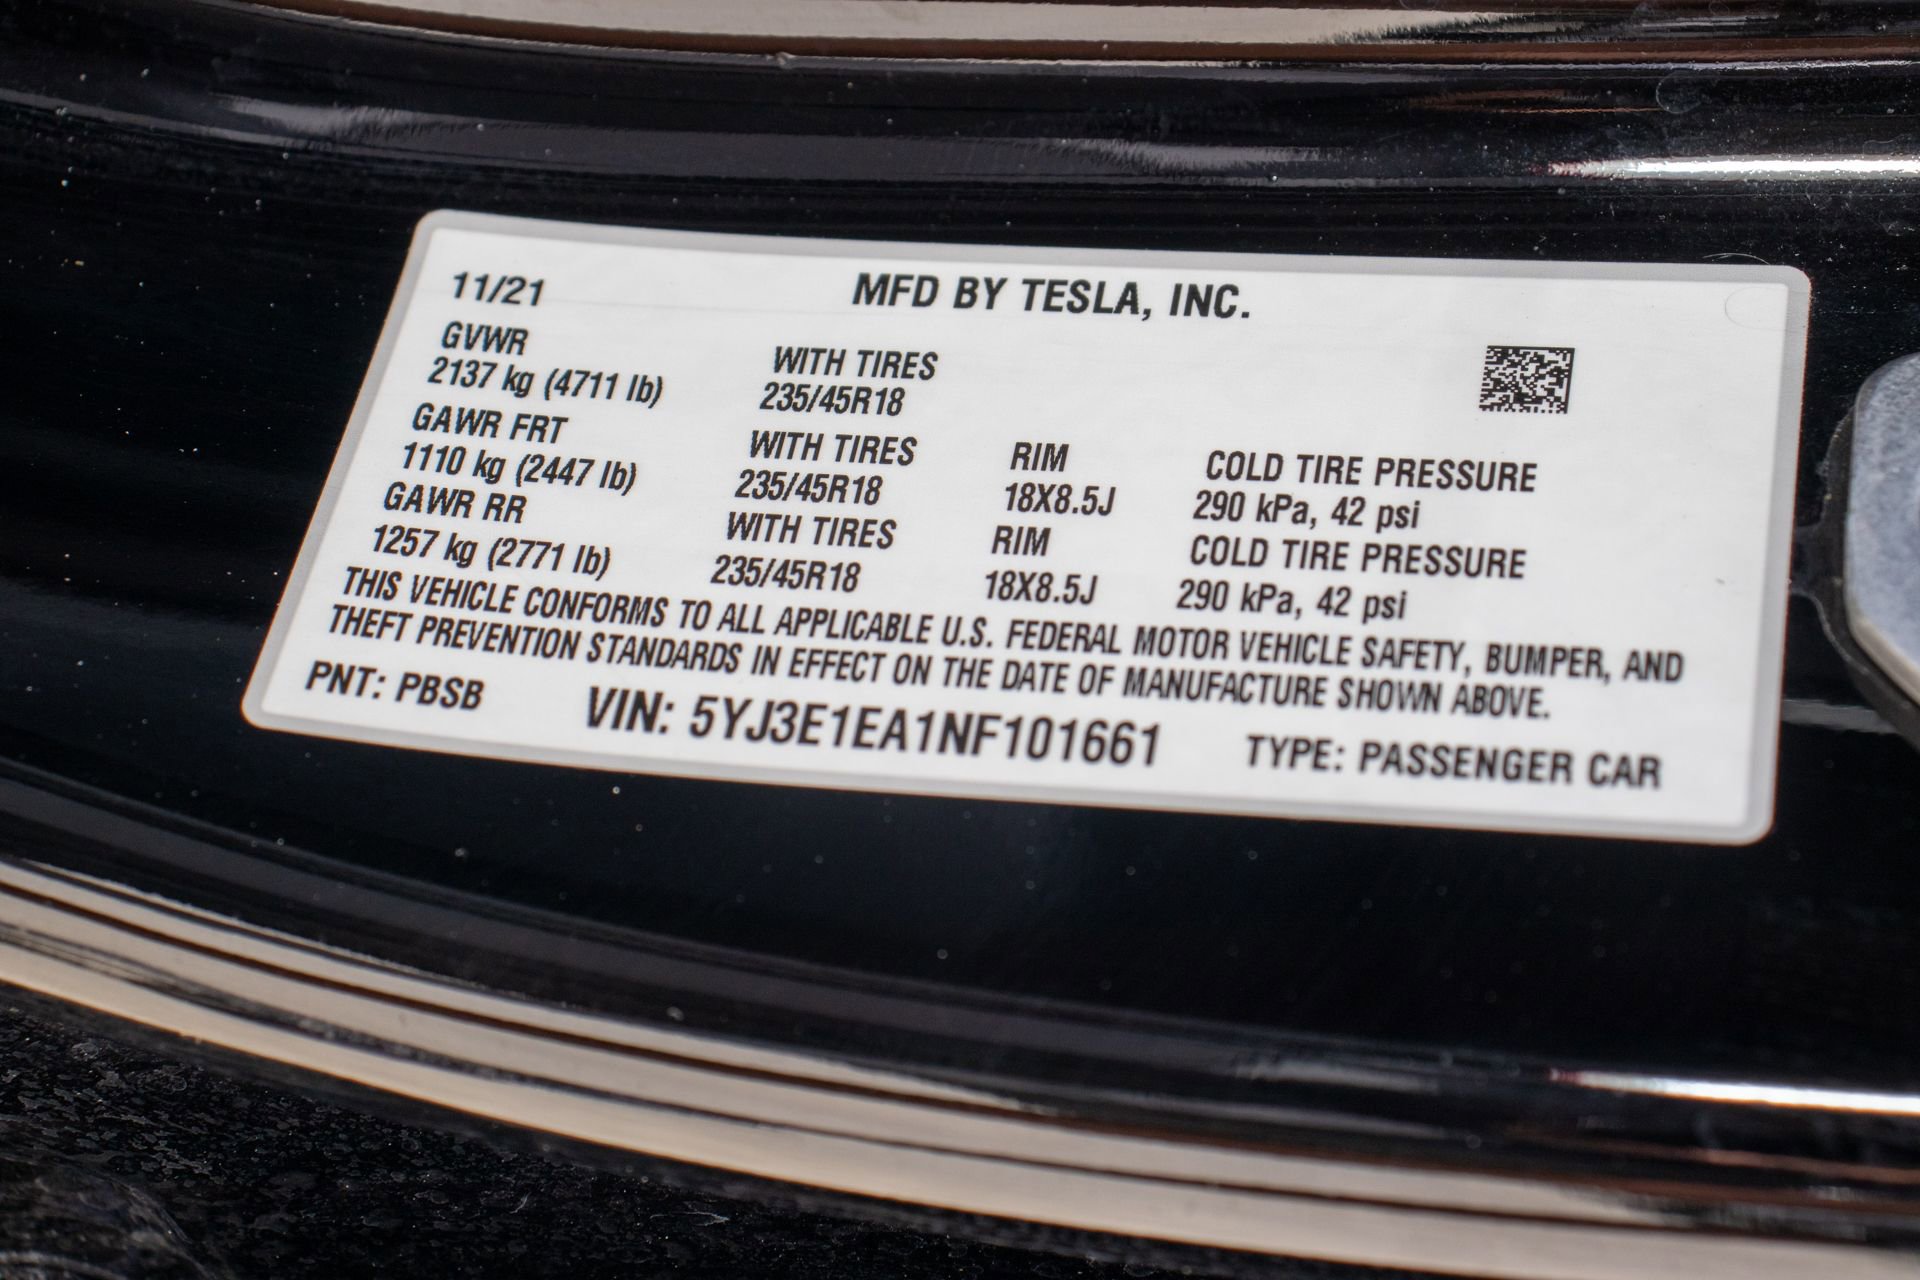 11/21 MFD BY TESLA, INC.
GVWR
2137 kg (4711 lb) WITH TIRES
235/45R18
GAWR FRT WITH TIRES RIM COLD TIRE PRESSURE
1110 kg (2447 lb) 235/45R18 18X8.5J 290 kPa, 42 psi
GAWR RR WITH TIRES RIM COLD TIRE PRESSURE
1257 kg (2771 lb) 235/45R18 18X8.5J 290 kPa, 42 psi
THIS VEHICLE CONFORMS TO ALL APPLICABLE U.S. FEDERAL MOTOR VEHICLE SAFETY, BUMPER, AND
THEFT PREVENTION STANDARDS IN EFFECT ON THE DATE OF MANUFACTURE SHOWN ABOVE.
PNT: PBSB VIN: 5YJ3E1EA1NF101661 TYPE: PASSENGER CAR